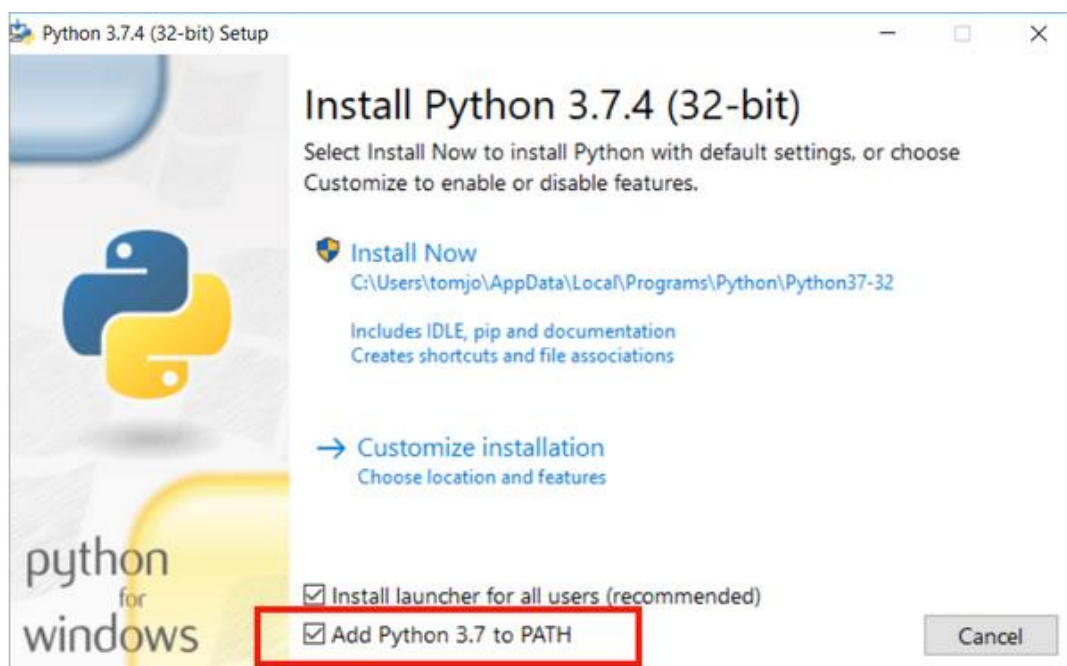 Python 3.7.4 (32-bit) Setup
Install Python 3.7.4 (32-bit)
Select Install Now to install Python with default settings, or choose
Customize to enable or disable features.
Install Now
C:\Users\tomjo\AppData\Local\Programs\Python\Python37-32
Includes IDLE, pip and documentation
Creates shortcuts and file associations
Customize installation
Choose location and features
python
for
windows
Install launcher for all users (recommended)
Add Python 3.7 to PATH
Cancel